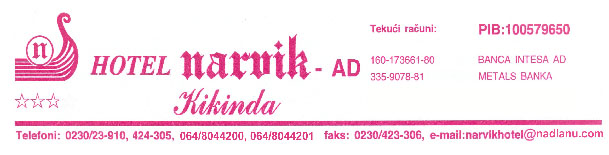 n
HOTEL narvik - AD
Kikinda
Tekući računi:
160-173661-80 BANCA INTESA AD
335-9078-81 METALS BANKA
PIB:100579650
Telefoni: 0230/23-910, 424-305, 064/8044200, 064/8044201 faks: 0230/423-306, e-mail:narvikhotel@nadlanu.com